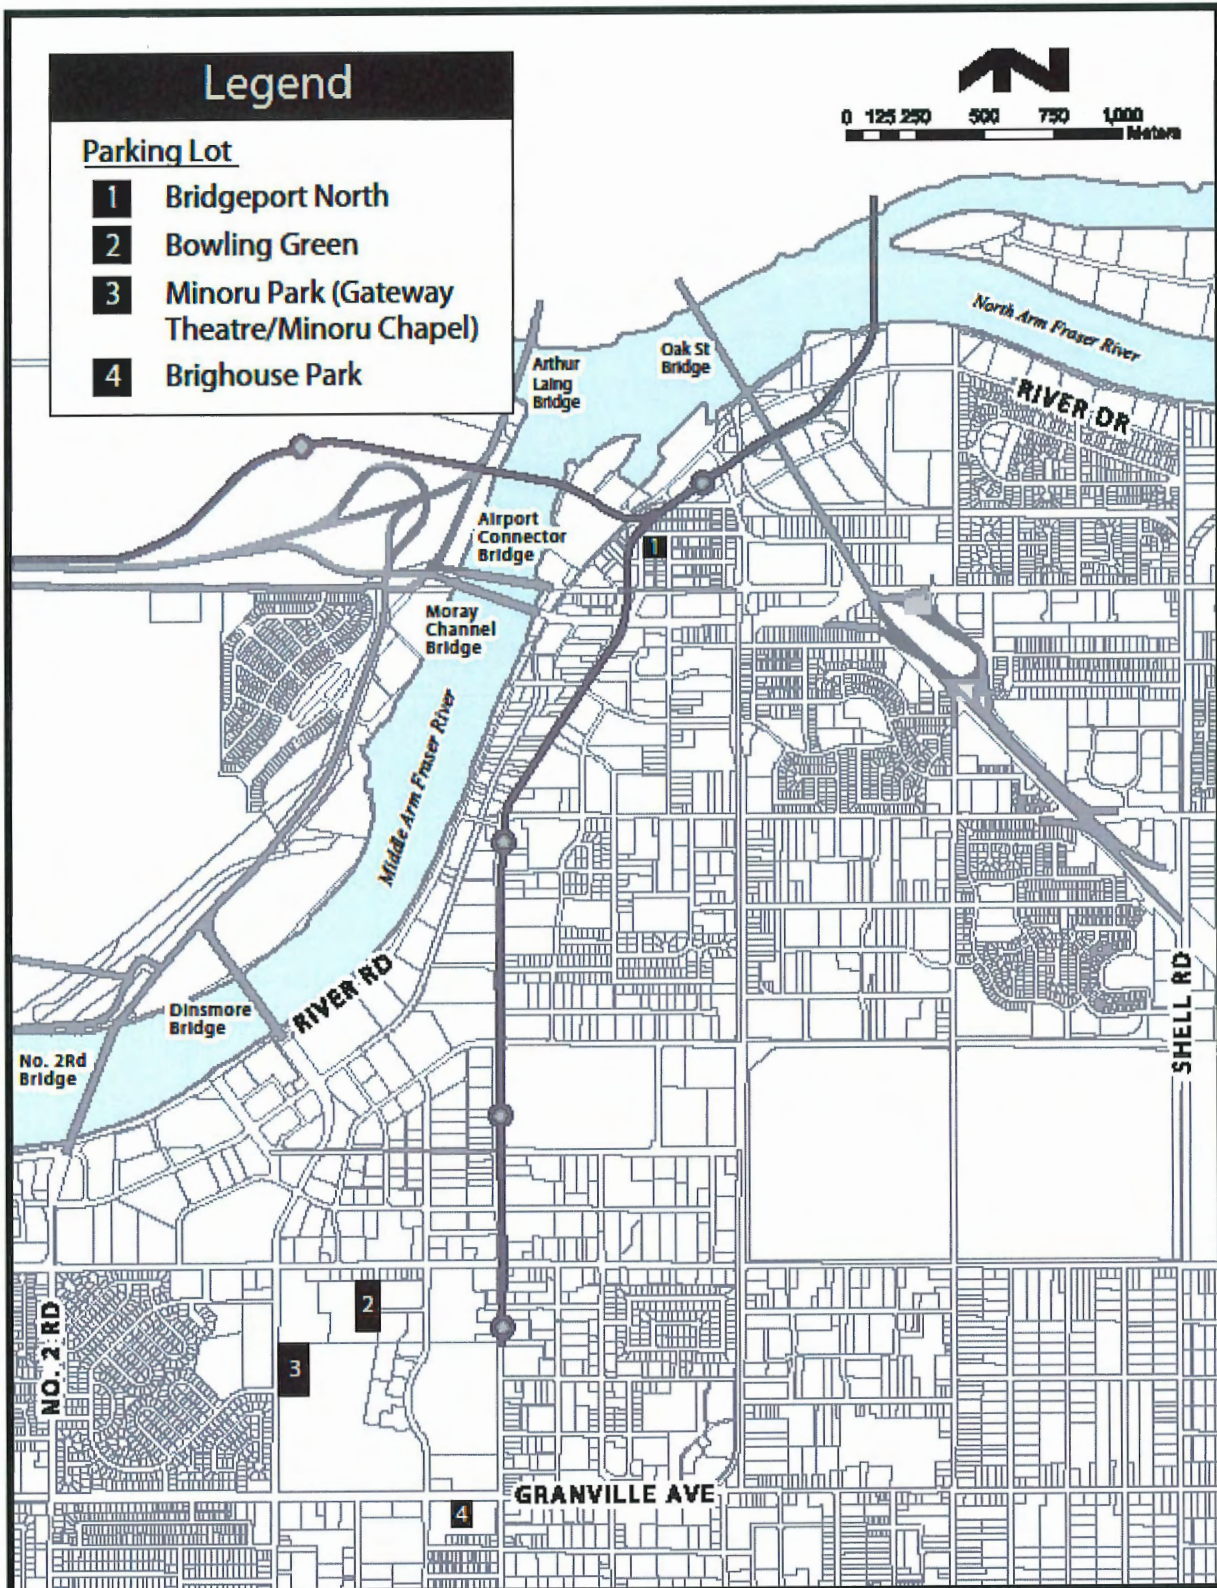 Legend
Parking Lot
1 Bridgeport North
2 Bowling Green
3 Minoru Park (Gateway
Theatre/Minoru Chapel)
4 Brighouse Park
N
0 125 250 500 750 1,000
Meters
North Arm Fraser River
RIVER DR
Oak St
Bridge
Arthur
Laing
Bridge
Airport
Connector
Bridge
1
Moray
Channel
Bridge
Middle Arm Fraser River
RIVER RD
Dinsmore
Bridge
No. 2Rd
Bridge
SHELL RD
NO. 2 RD
2
3
GRANVILLE AVE
4